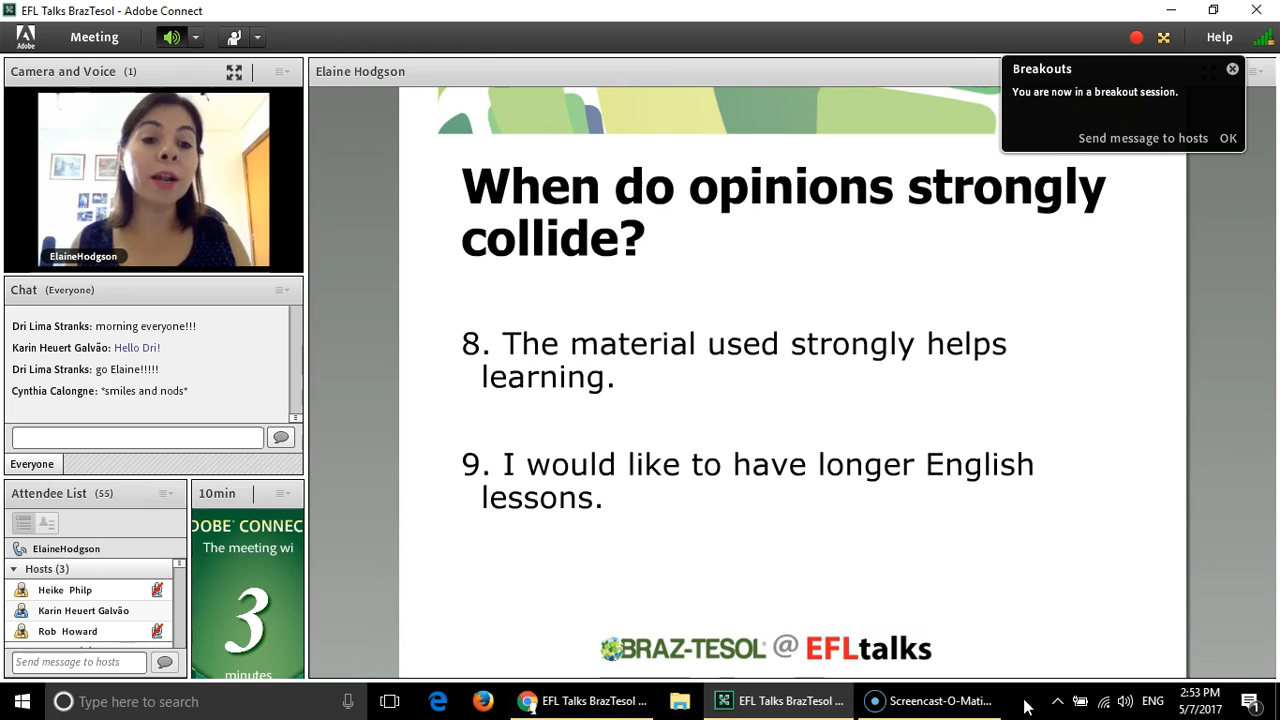 EFL Talks BrazTesol - Adobe Connect
Adobe
Meeting
Help
Camera and Voice (1)
ElaineHodgson
Chat (Everyone)
Dri Lima Stranks: morning everyone!!!
Karin Heuert Galvão: Hello Dri!
Dri Lima Stranks: go Elaine!!!!!
Cynthia Calongne: *smiles and nods*
Everyone
Attendee List (55)
ElaineHodgson
Hosts (3)
Heike Philp
Karin Heuert Galvão
Rob Howard
Send message to hosts
10min
DOBE® CONNEC
The meeting wi
3
minutes
Elaine Hodgson
Breakouts
You are now in a breakout session.
Send message to hosts OK
When do opinions strongly
collide?
8. The material used strongly helps
learning.
9. I would like to have longer English
lessons.
BRAZ-TESOL® @ EFLtalks
Type here to search
EFL Talks BrazTesol ...
EFL Talks BrazTesol ...
Screencast-O-Mati...
ENG
2:53 PM
5/7/2017
1